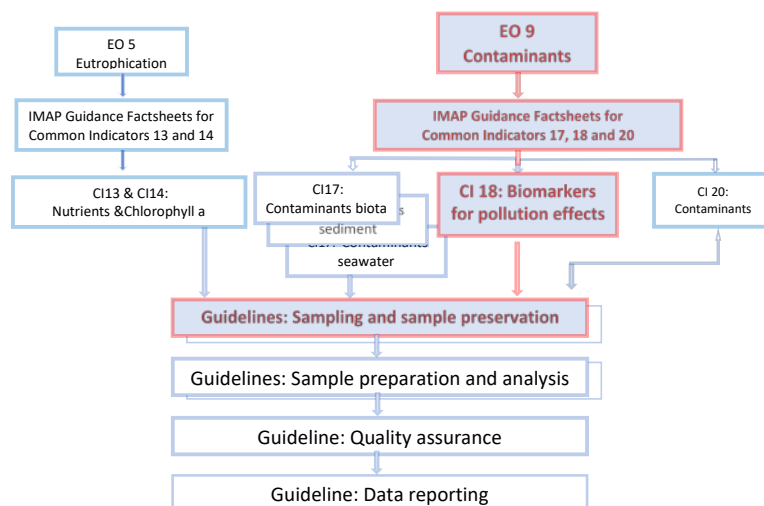 EO 5
Eutrophication
EO 9
Contaminants
IMAP Guidance Factsheets for
Common Indicators 13 and 14
IMAP Guidance Factsheets for
Common Indicators 17, 18 and 20
CI13 & CI14:
Nutrients &Chlorophyll a
CI17:
Contaminants biota
sediment
Contaminants
seawater
CI 18: Biomarkers
for pollution effects
CI 20:
Contaminants
Guidelines: Sampling and sample preservation
Guidelines: Sample preparation and analysis
Guideline: Quality assurance
Guideline: Data reporting